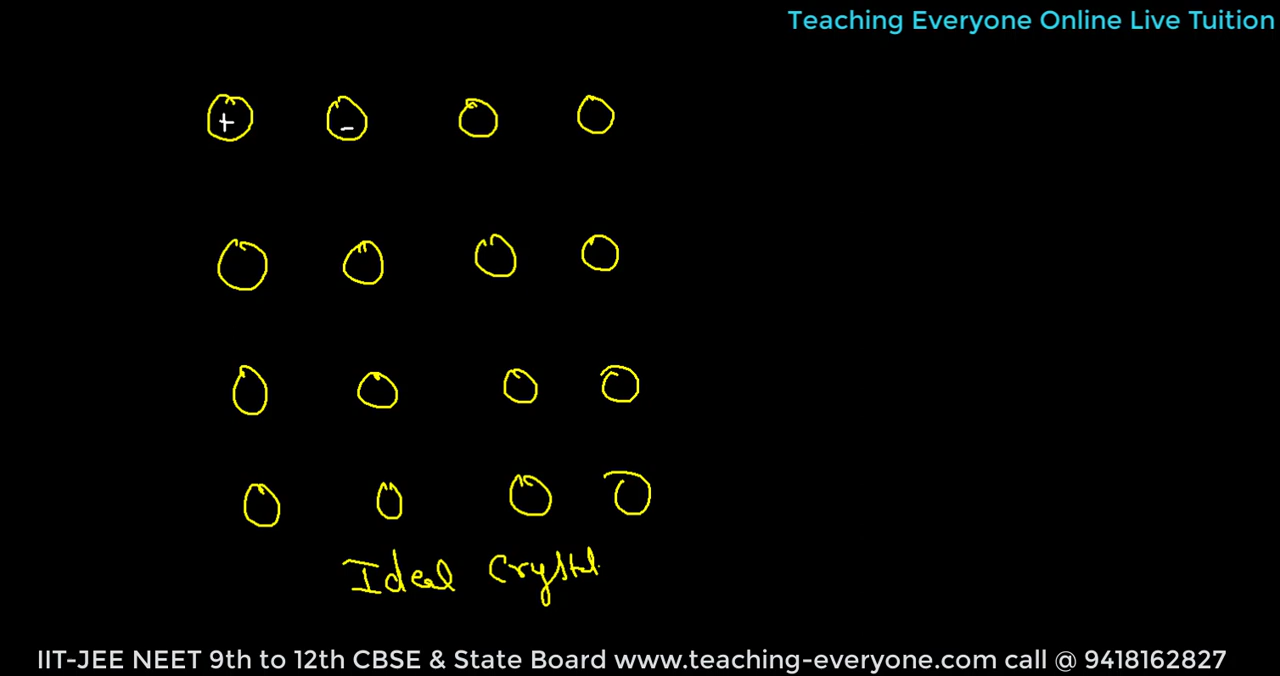 Teaching Everyone Online Live Tuition
+ -
Ideal Crystal
IIT-JEE NEET 9th to 12th CBSE & State Board www.teaching-everyone.com call @ 9418162827